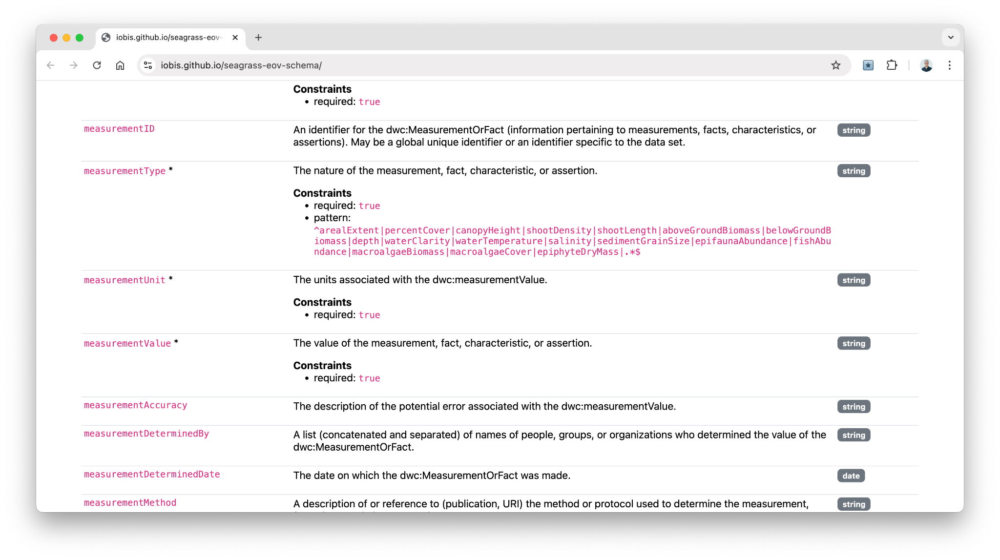 iobis.github.io/seagrass-eov-
iobis.github.io/seagrass-eov-schema/
Constraints
• required: true
measurementID
An identifier for the dwc:MeasurementOrFact (information pertaining to measurements, facts, characteristics, or
assertions). May be a global unique identifier or an identifier specific to the data set.
string
measurementType *
The nature of the measurement, fact, characteristic, or assertion.
string
Constraints
• required: true
• pattern:
^arealExtent|percentCover|canopyHeight|shootDensity|shootLength|aboveGroundBiomass|belowGroundB
iomass|depth|waterClarity|waterTemperature|salinity|sedimentGrainSize|epifaunaAbundance|fishAbu
ndance|macroalgaeBiomass|macroalgaeCover|epiphyteDryMass|.*$
measurementUnit *
The units associated with the dwc:measurementValue.
string
Constraints
• required: true
measurementValue *
The value of the measurement, fact, characteristic, or assertion.
string
Constraints
• required: true
measurementAccuracy
The description of the potential error associated with the dwc:measurementValue.
string
measurementDeterminedBy
A list (concatenated and separated) of names of people, groups, or organizations who determined the value of the
dwc:MeasurementOrFact.
string
measurementDeterminedDate
The date on which the dwc:MeasurementOrFact was made.
date
measurementMethod
A description of or reference to (publication, URI) the method or protocol used to determine the measurement,
string